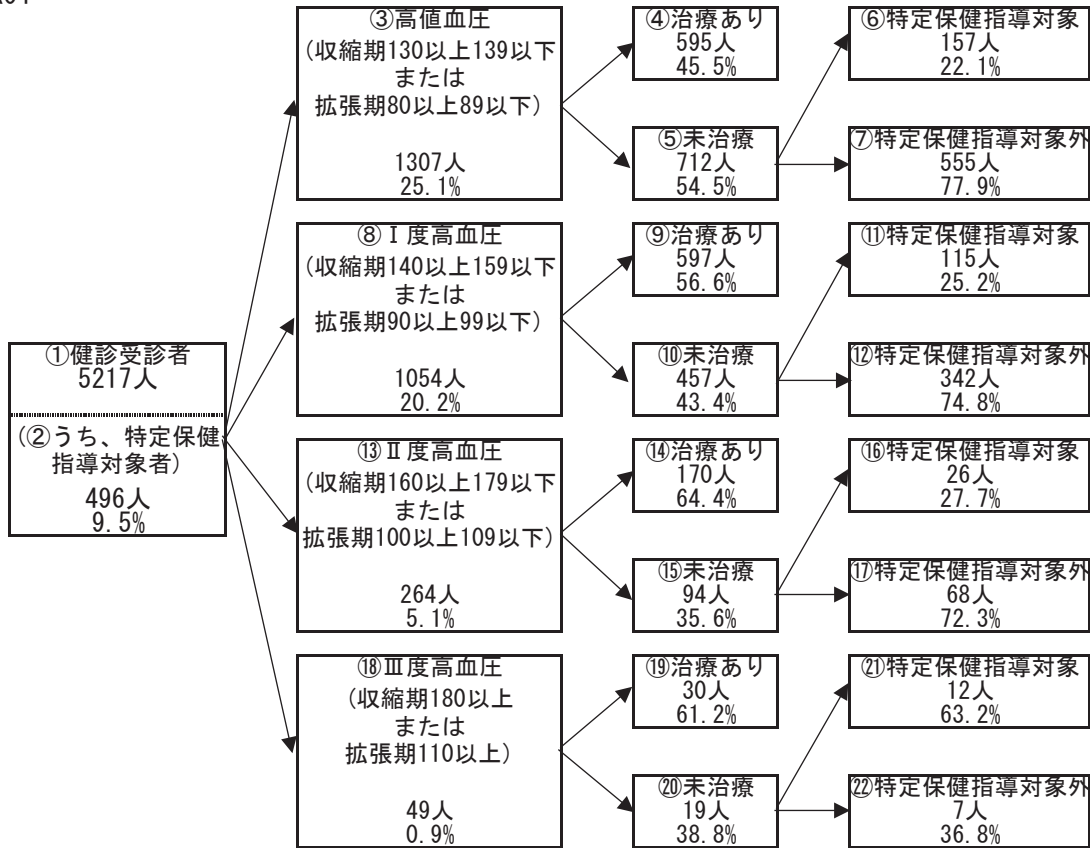 ①健診受診者
5217人
(②うち、特定保健
指導対象者)
496人
9.5%
③高値血圧
(収縮期130以上139以下
または
拡張期80以上89以下)
1307人
25.1%
④治療あり
595人
45.5%
⑤未治療
712人
54.5%
⑥特定保健指導対象
157人
22.1%
⑦特定保健指導対象外
555人
77.9%
⑧Ⅰ度高血圧
(収縮期140以上159以下
または
拡張期90以上99以下)
1054人
20.2%
⑨治療あり
597人
56.6%
⑩未治療
457人
43.4%
⑪特定保健指導対象
115人
25.2%
⑫特定保健指導対象外
342人
74.8%
⑬Ⅱ度高血圧
(収縮期160以上179以下
または
拡張期100以上109以下)
264人
5.1%
⑭治療あり
170人
64.4%
⑮未治療
94人
35.6%
⑯特定保健指導対象
26人
27.7%
⑰特定保健指導対象外
68人
72.3%
⑱Ⅲ度高血圧
(収縮期180以上
または
拡張期110以上)
49人
0.9%
⑲治療あり
30人
61.2%
⑳未治療
19人
38.8%
㉑特定保健指導対象
12人
63.2%
㉒特定保健指導対象外
7人
36.8%